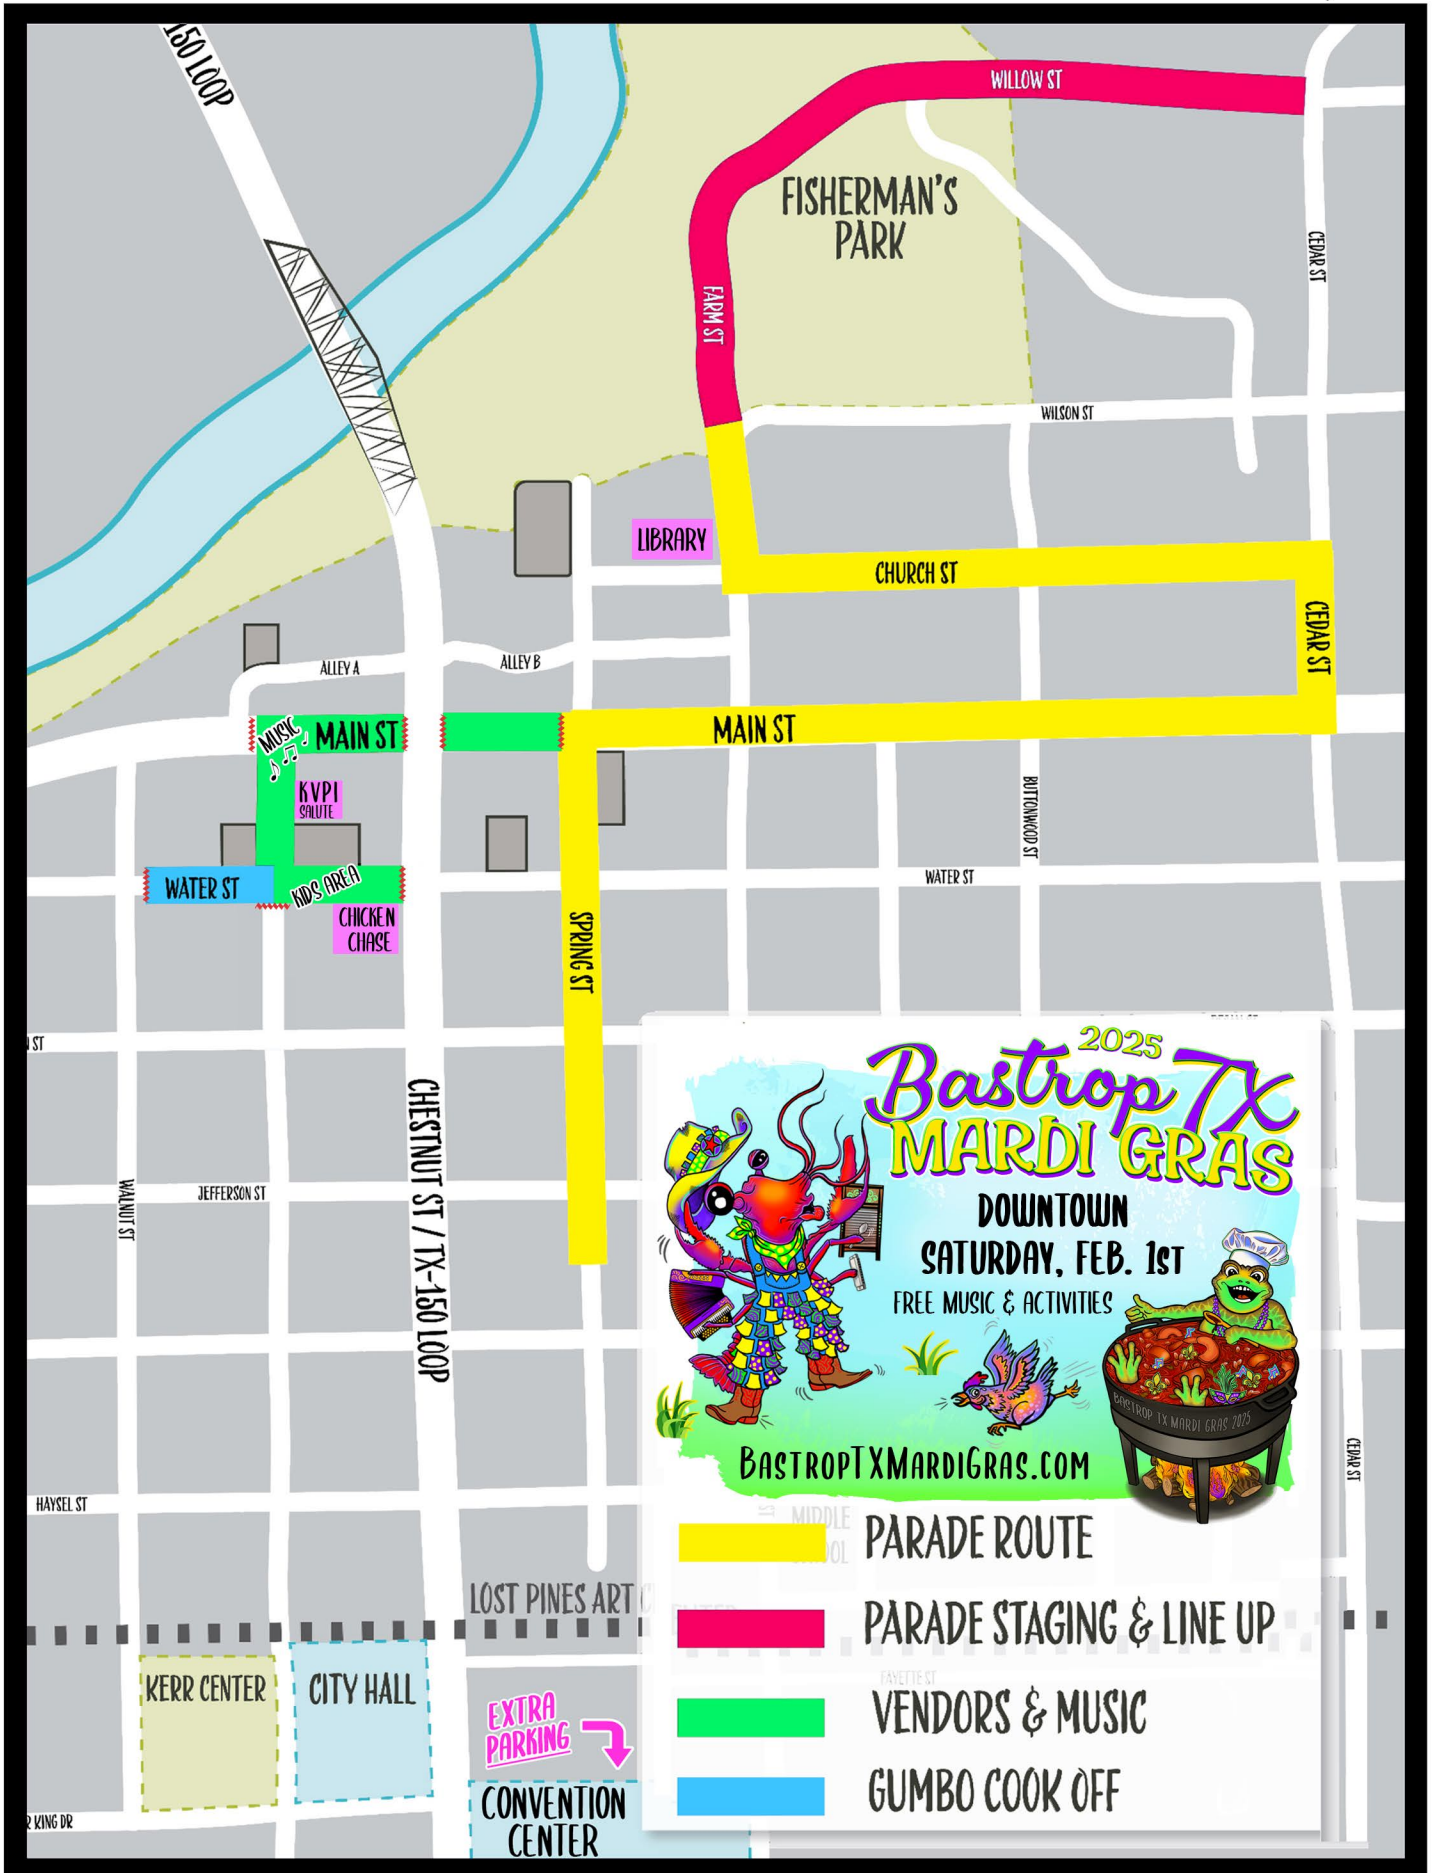 150 LOOP
WILLOW ST
FISHERMAN'S
PARK
CEDAR ST
FARM ST
WILSON ST
LIBRARY
CHURCH ST
CEDAR ST
ALLEY A
ALLEY B
MUSIC
MAIN ST
MAIN ST
KVPI
SALUTE
BUTTONWOOD ST
WATER ST
KIDS AREA
WATER ST
CHICKEN
CHASE
SPRING ST
ST
2025
Bastrop TX
MARDI GRAS
DOWNTOWN
SATURDAY, FEB. 1ST
FREE MUSIC & ACTIVITIES
BASTROP TX MARDI GRAS 2025
BASTROPTXMARDIGRAS.COM
WALNUT ST
JEFFERSON ST
CHESTNUT ST / TX-150 LOOP
CEDAR ST
HAYSEL ST
MIDDLE
PARADE ROUTE
LOST PINES ART CENTER
PARADE STAGING & LINE UP
KERR CENTER
CITY HALL
FAYETTE ST
VENDORS & MUSIC
EXTRA
PARKING
GUMBO COOK OFF
CONVENTION
CENTER
KING DR